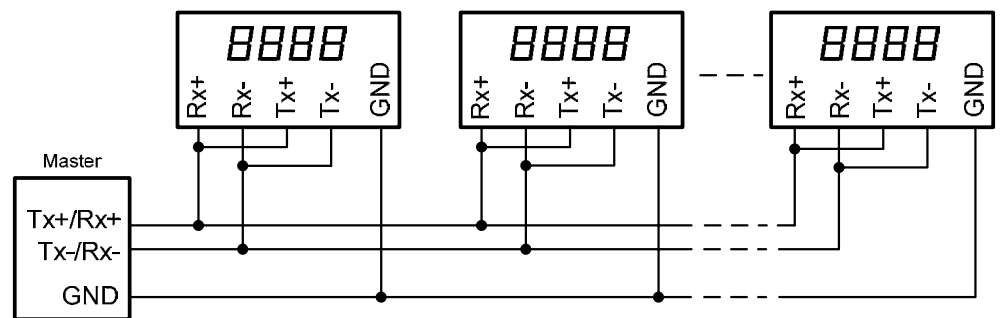 8888 8888 8888
Rx+ Rx- Tx+ Tx- GND Rx+ Rx- Tx+ Tx- GND Rx+ Rx- Tx+ Tx- GND
Master
Tx+/Rx+
Tx-/Rx-
GND